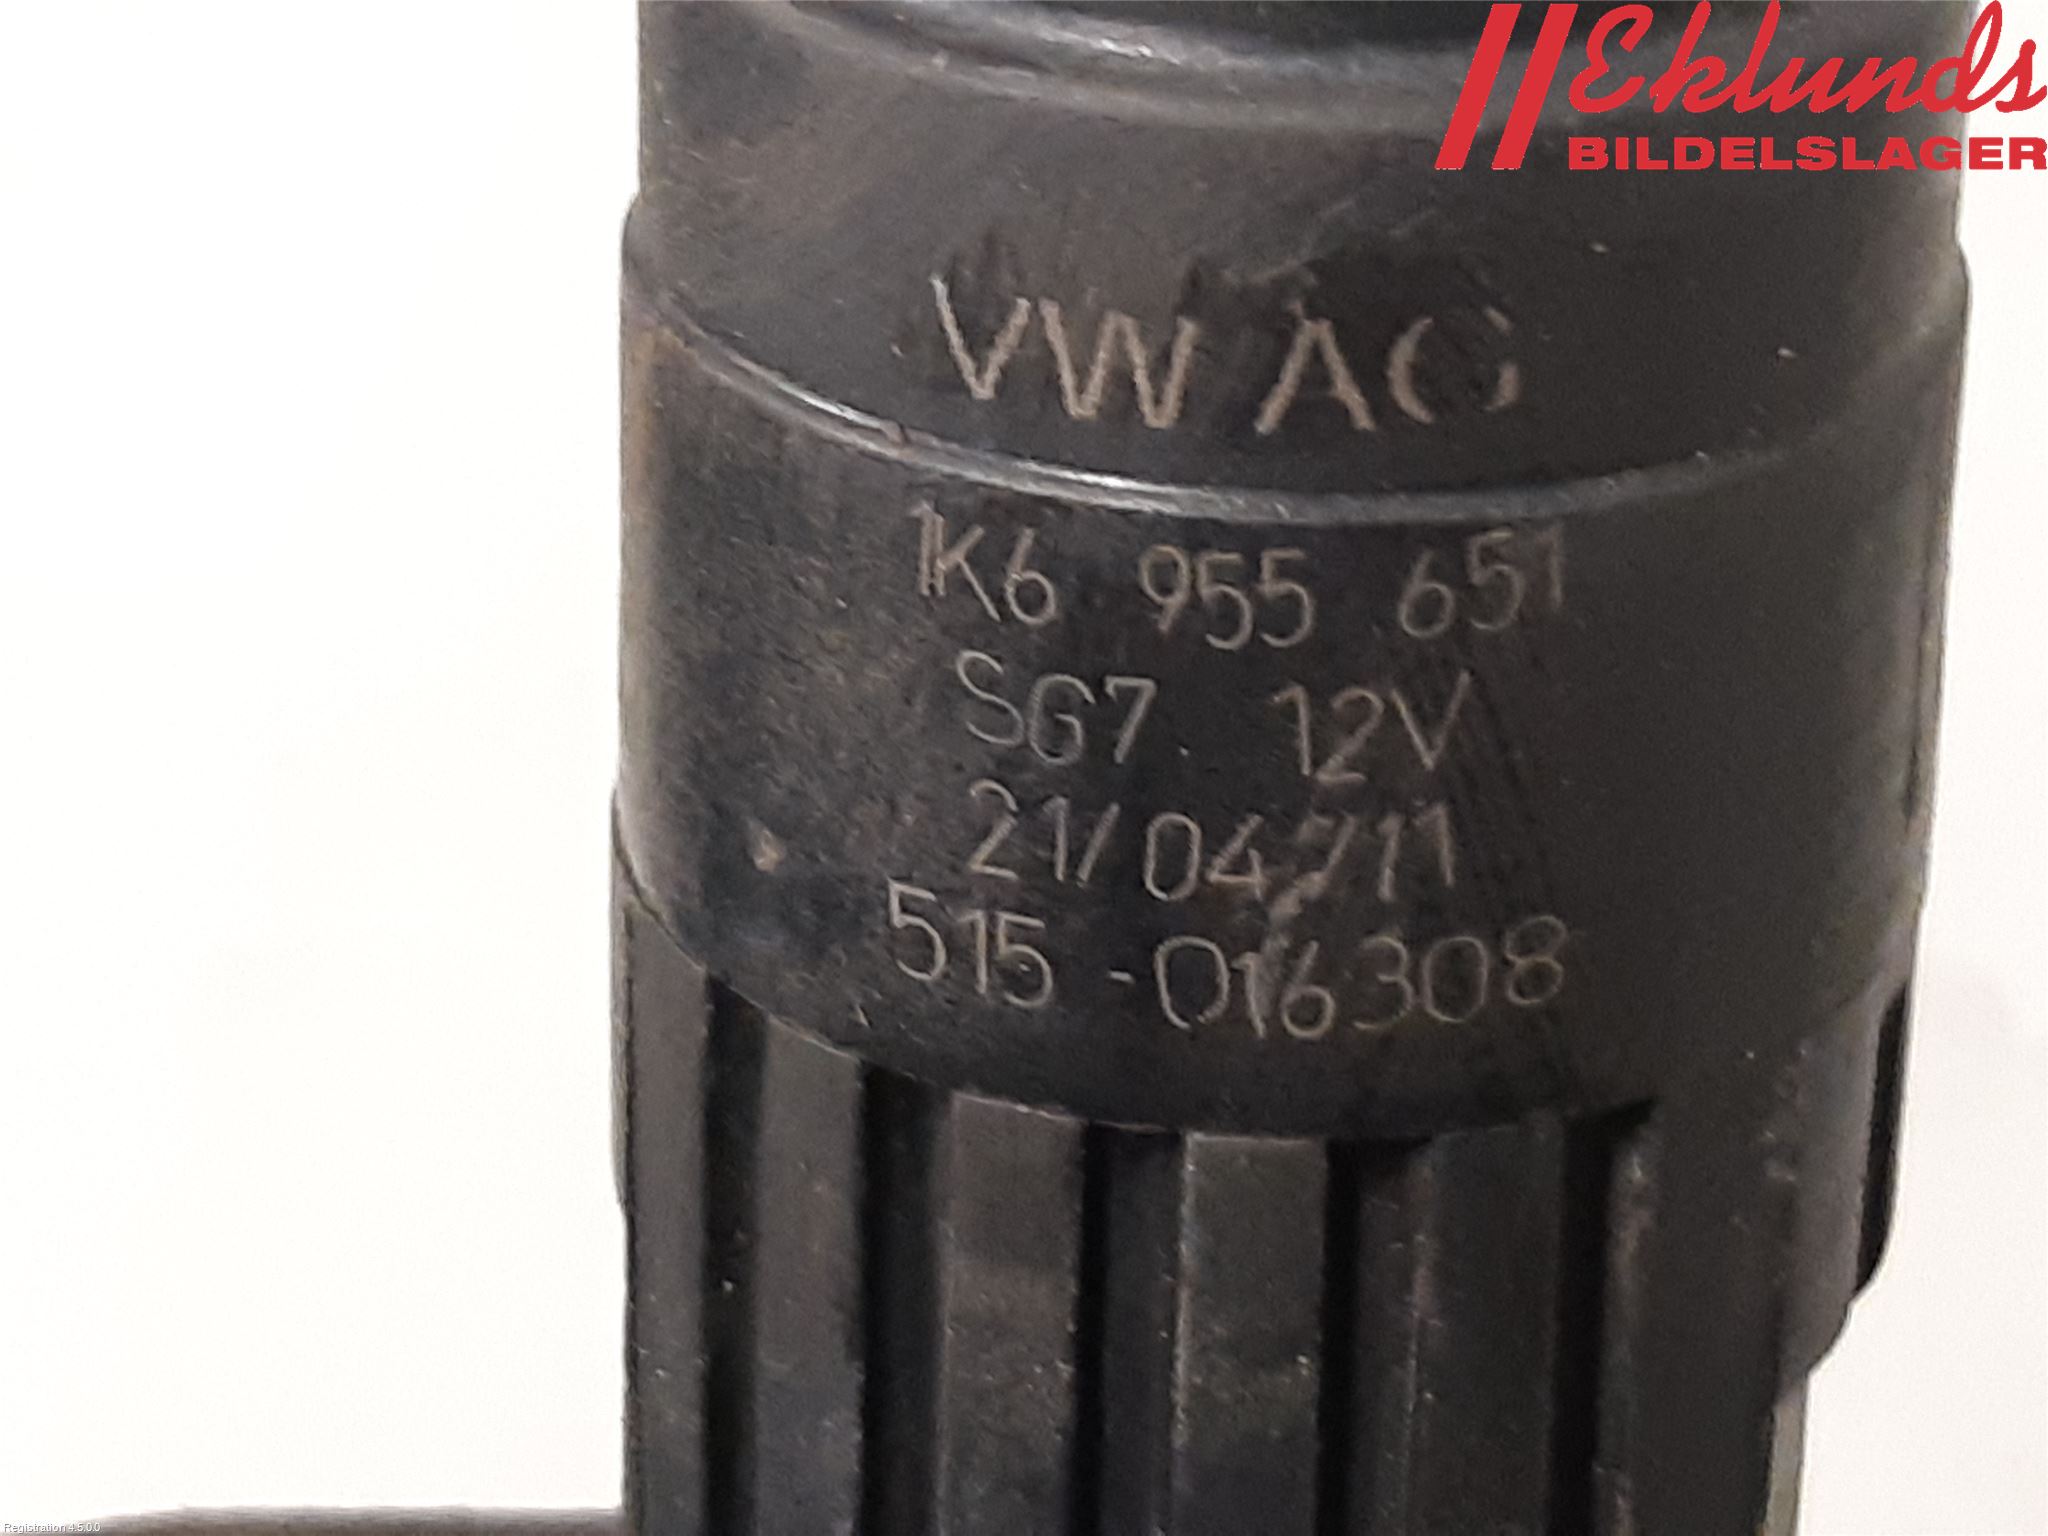 Eklunds
BILDELSLAGER
VW AG
1K6 955 651
SG7 12V
21/04/11
515-016308
Registration 4.5.0.0